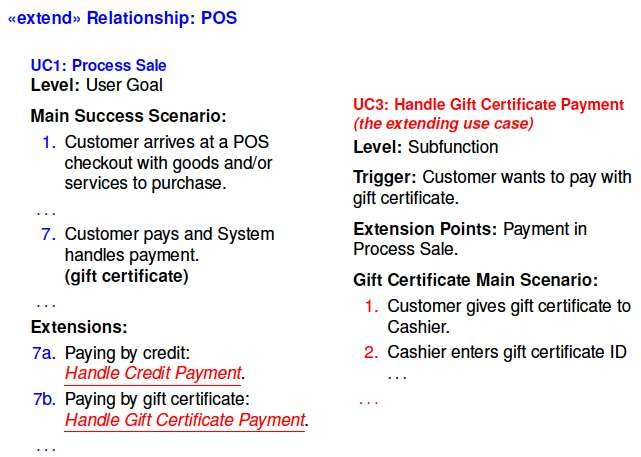 «extend» Relationship: POS
UC1: Process Sale
Level: User Goal
Main Success Scenario:
1. Customer arrives at a POS
checkout with goods and/or
services to purchase.
...
7. Customer pays and System
handles payment.
(gift certificate)
...
Extensions:
7a. Paying by credit:
Handle Credit Payment.
7b. Paying by gift certificate:
Handle Gift Certificate Payment.
...
UC3: Handle Gift Certificate Payment
(the extending use case)
Level: Subfunction
Trigger: Customer wants to pay with
gift certificate.
Extension Points: Payment in
Process Sale.
Gift Certificate Main Scenario:
1. Customer gives gift certificate to
Cashier.
2. Cashier enters gift certificate ID
...
...